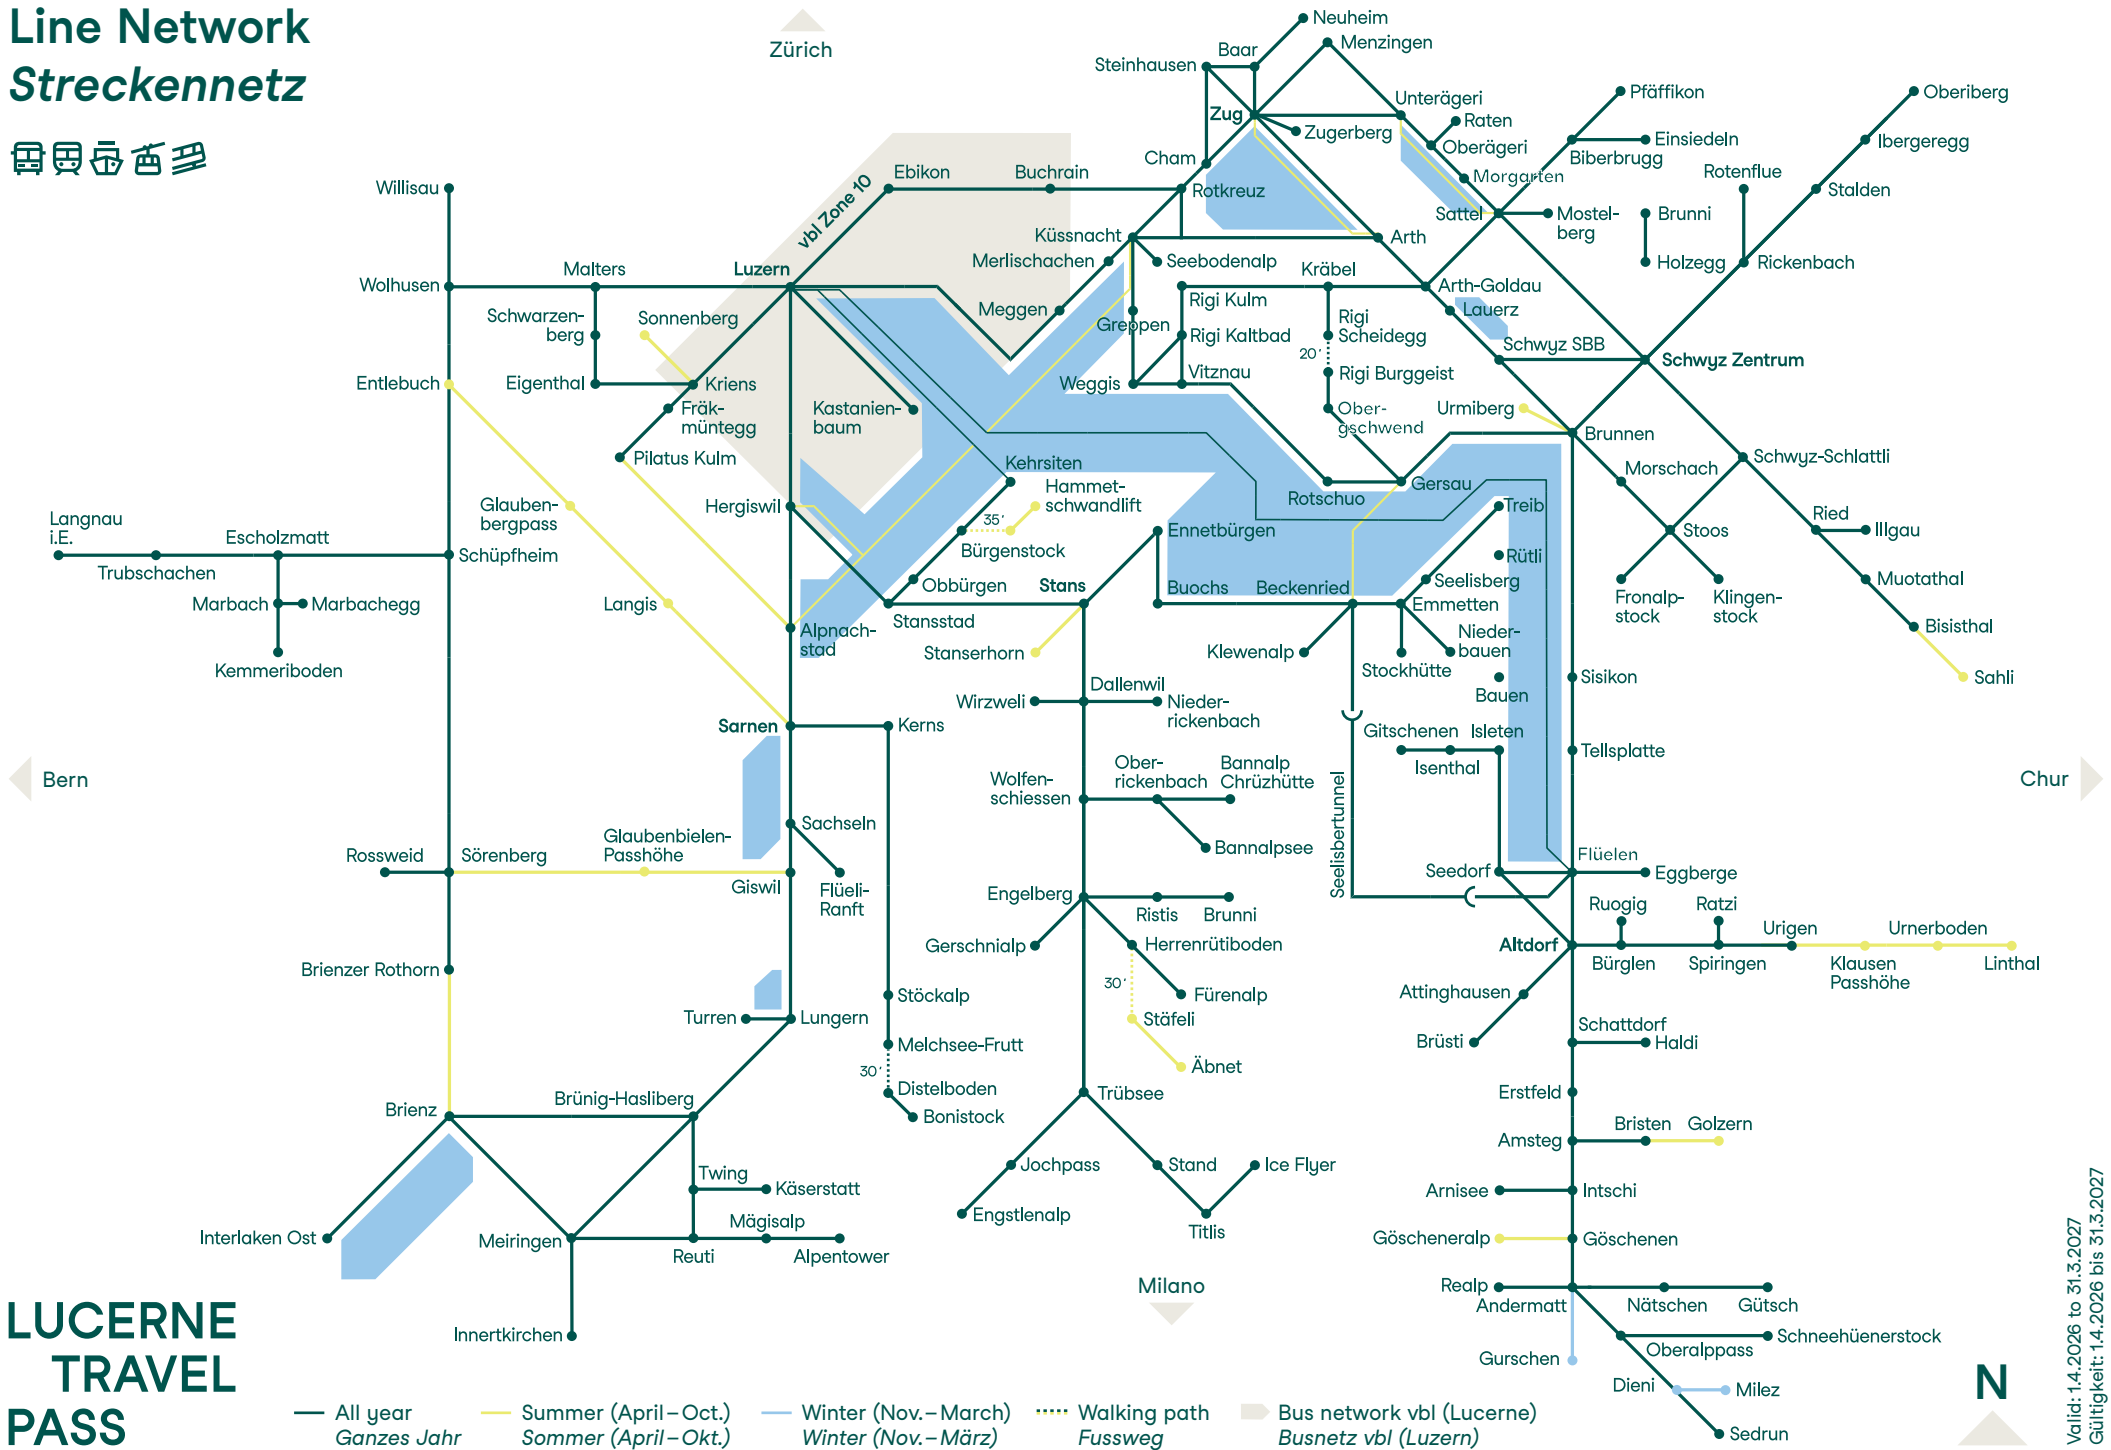 Line Network
Streckennetz
Zürich
Neuheim
Menzingen
Baar
Steinhausen
Zug
Zugerberg
Unterägeri
Raten
Oberägeri
Morgarten
Pfäffikon
Einsiedeln
Biberbrugg
Oberiberg
Ibergeregg
Rotenflue
Stalden
Cham
Ebikon
Buchrain
Rotkreuz
vbl Zone 10
Willisau
Sattel
Mostel-
berg
Brunni
Holzegg
Rickenbach
Küssnacht
Arth
Merlischachen
Seebodenalp
Kräbel
Arth-Goldau
Luzern
Malters
Wolhusen
Meggen
Greppen
Rigi Kulm
Lauerz
Schwarzen-
berg
Sonnenberg
Rigi Kaltbad
Rigi
Scheidegg
20'
Schwyz SBB
Schwyz Zentrum
Entlebuch
Eigenthal
Kriens
Weggis
Vitznau
Rigi Burggeist
Fräk-
müntegg
Kastanien-
baum
Ober-
gschwend
Urmiberg
Brunnen
Pilatus Kulm
Kehrsiten
Morschach
Schwyz-Schlattli
Glauben-
bergpass
Hergiswil
Hammet-
schwandlift
35'
Bürgenstock
Rotschuo
Gersau
Treib
Langnau
i.E.
Escholzmatt
Schüpfheim
Trubschachen
Ennetbürgen
Rütli
Stoos
Ried
Illgau
Marbach
Marbachegg
Langis
Obbürgen
Stans
Buochs
Beckenried
Seelisberg
Emmetten
Fronalp-
stock
Klingen-
stock
Muotathal
Stansstad
Alpnach-
stad
Kemmeriboden
Stanserhorn
Klewenalp
Stockhütte
Nieder-
bauen
Bisisthal
Sahli
Dallenwil
Wirzweli
Nieder-
rickenbach
Bauen
Sisikon
Sarnen
Kerns
Gitschenen
Isleten
Isenthal
Tellsplatte
Bern
Chur
Wolfen-
schiessen
Ober-
rickenbach
Bannalp
Chrüzhütte
Seelisbertunnel
Sachseln
Bannalpsee
Rossweid
Sörenberg
Glaubenbielen-
Passhöhe
Giswil
Flüeli-
Ranft
Seedorf
Flüelen
Eggberge
Engelberg
Ristis
Brunni
Ruogig
Ratzi
Urigen
Urnerboden
Gerschnialp
Herrenrütiboden
Altdorf
Bürglen
Spiringen
Klausen
Passhöhe
Linthal
Brienzer Rothorn
30'
Fürenalp
Attinghausen
Stöckalp
Turren
Lungern
Stäfeli
Schattdorf
Haldi
Brüsti
Melchsee-Frutt
30'
Äbnet
Distelboden
Bonistock
Trübsee
Erstfeld
Brienz
Brünig-Hasliberg
Amsteg
Bristen
Golzern
Twing
Käserstatt
Jochpass
Stand
Ice Flyer
Arnisee
Intschi
Engstlenalp
Titlis
Interlaken Ost
Meiringen
Mägisalp
Reuti
Alpentower
Göscheneralp
Göschenen
Milano
Realp
Andermatt
Nätschen
Gütsch
Innertkirchen
Schneehüenerstock
Oberalppass
Gurschen
Dieni
Milez
Sedrun
LUCERNE
TRAVEL
PASS
All year
Ganzes Jahr
Summer (April–Oct.)
Sommer (April–Okt.)
Winter (Nov.–March)
Winter (Nov.–März)
Walking path
Fussweg
Bus network vbl (Lucerne)
Busnetz vbl (Luzern)
N
Valid: 1.4.2026 to 31.3.2027
Gültigkeit: 1.4.2026 bis 31.3.2027